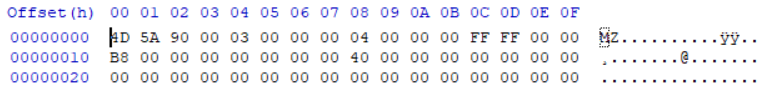 Offset(h) 00 01 02 03 04 05 06 07 08 09 0A 0B 0C 0D 0E 0F
00000000 4D 5A 90 00 03 00 00 00 04 00 00 00 FF FF 00 00 MZ..........ÿÿ..
00000010 B8 00 00 00 00 00 00 00 40 00 00 00 00 00 00 00 ¸.......@.......
00000020 00 00 00 00 00 00 00 00 00 00 00 00 00 00 00 00 ................